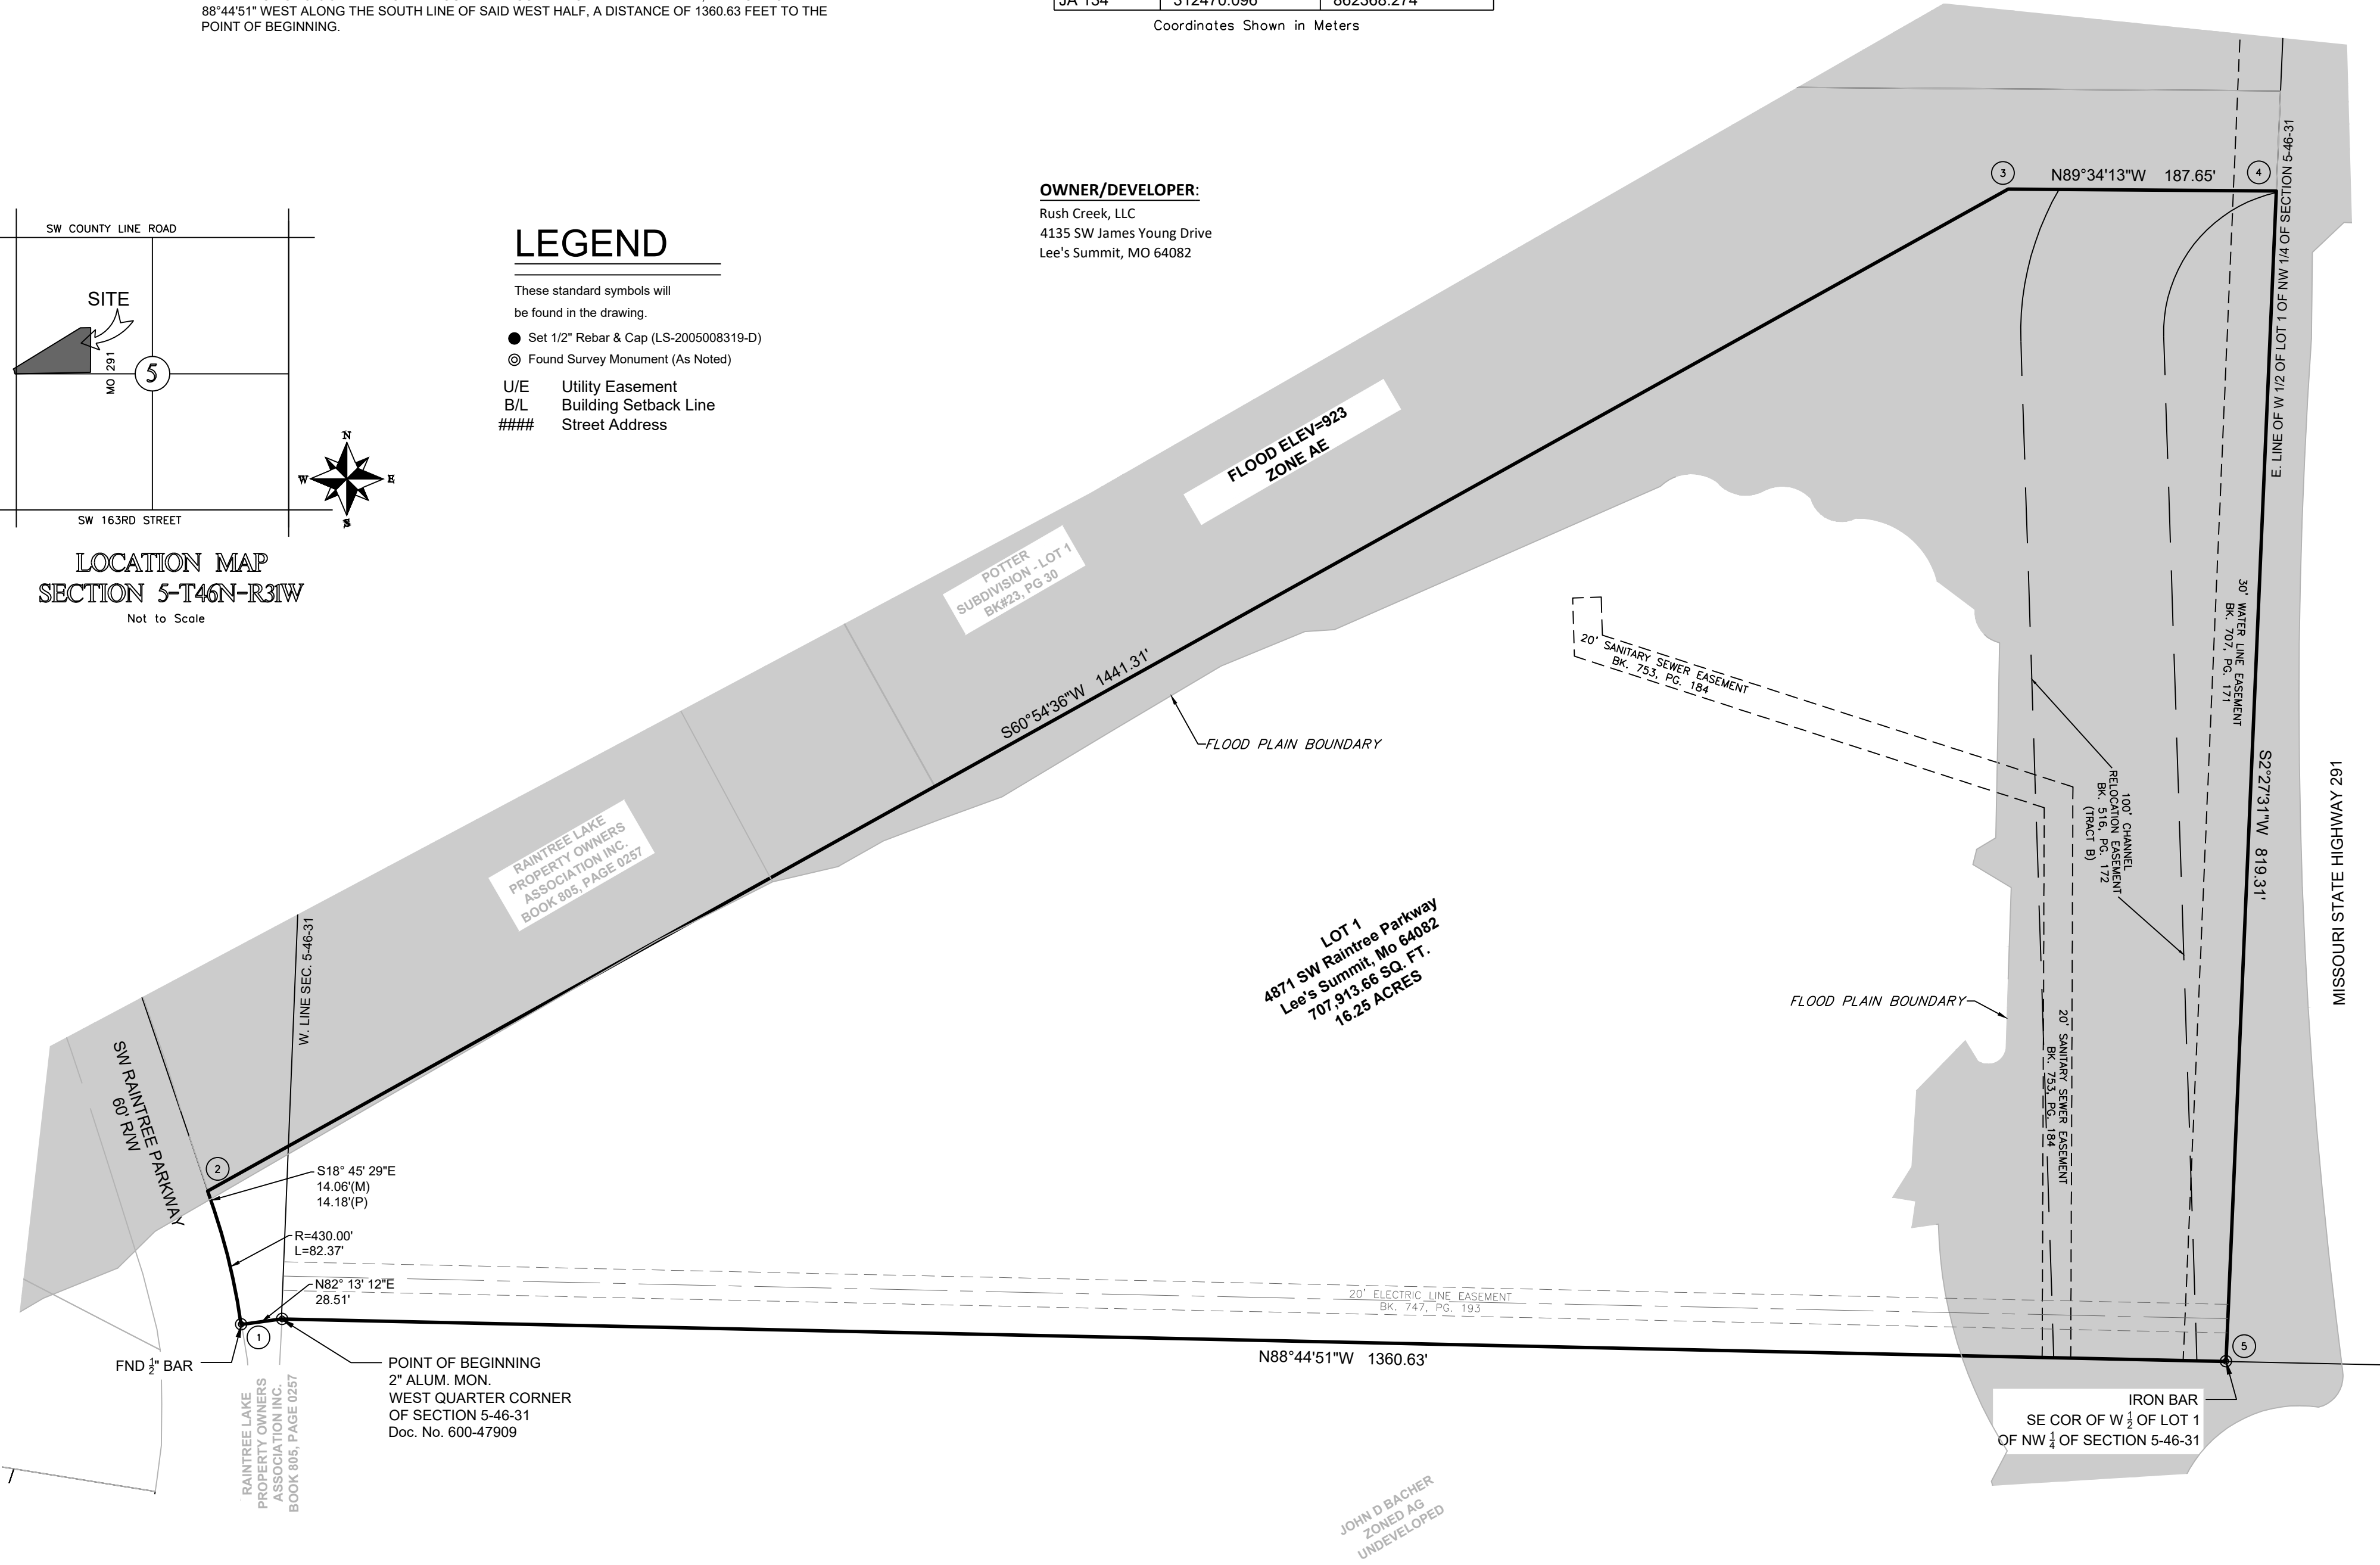 88°44'51" WEST ALONG THE SOUTH LINE OF SAID WEST HALF, A DISTANCE OF 1360.63 FEET TO THE
POINT OF BEGINNING.
JA 134 312470.096 862368.274
Coordinates Shown in Meters
OWNER/DEVELOPER:
Rush Creek, LLC
4135 SW James Young Drive
Lee's Summit, MO 64082
SW COUNTY LINE ROAD
SITE
MO 291
5
SW 163RD STREET
N
W
E
S
LOCATION MAP
SECTION 5-T46N-R31W
Not to Scale
LEGEND
These standard symbols will
be found in the drawing.
Set 1/2" Rebar & Cap (LS-2005008319-D)
Found Survey Monument (As Noted)
U/E Utility Easement
B/L Building Setback Line
#### Street Address
3
N89°34'13"W 187.65'
4
E. LINE OF W 1/2 OF LOT 1 OF NW 1/4 OF SECTION 5-46-31
FLOOD ELEV=923
ZONE AE
POTTER
SUBDIVISION - LOT 1
BK#23, PG 30
S60°54'36"W 1441.31'
FLOOD PLAIN BOUNDARY
20' SANITARY SEWER EASEMENT
BK. 753, PG. 184
30' WATER LINE EASEMENT
BK. 707, PG. 171
100' CHANNEL
RELOCATION EASEMENT
BK. 516, PG. 172
(TRACT B)
S2°27'31"W 819.31'
MISSOURI STATE HIGHWAY 291
RAINTREE LAKE
PROPERTY OWNERS
ASSOCIATION INC.
BOOK 805, PAGE 0257
LOT 1
4871 SW Raintree Parkway
Lee's Summit, Mo 64082
707,913.66 SQ. FT.
16.25 ACRES
FLOOD PLAIN BOUNDARY
20' SANITARY SEWER EASEMENT
BK. 753, PG. 184
W. LINE SEC. 5-46-31
SW RAINTREE PARKWAY
60' R/W
2
S18° 45' 29"E
14.06'(M)
14.18'(P)
R=430.00'
L=82.37'
N82° 13' 12"E
28.51'
1
FND 1/2" BAR
POINT OF BEGINNING
2" ALUM. MON.
WEST QUARTER CORNER
OF SECTION 5-46-31
Doc. No. 600-47909
RAINTREE LAKE
PROPERTY OWNERS
ASSOCIATION INC.
BOOK 805, PAGE 0257
20' ELECTRIC LINE EASEMENT
BK. 747, PG. 193
N88°44'51"W 1360.63'
5
IRON BAR
SE COR OF W 1/2 OF LOT 1
OF NW 1/4 OF SECTION 5-46-31
JOHN D BACHER
ZONED AG
UNDEVELOPED